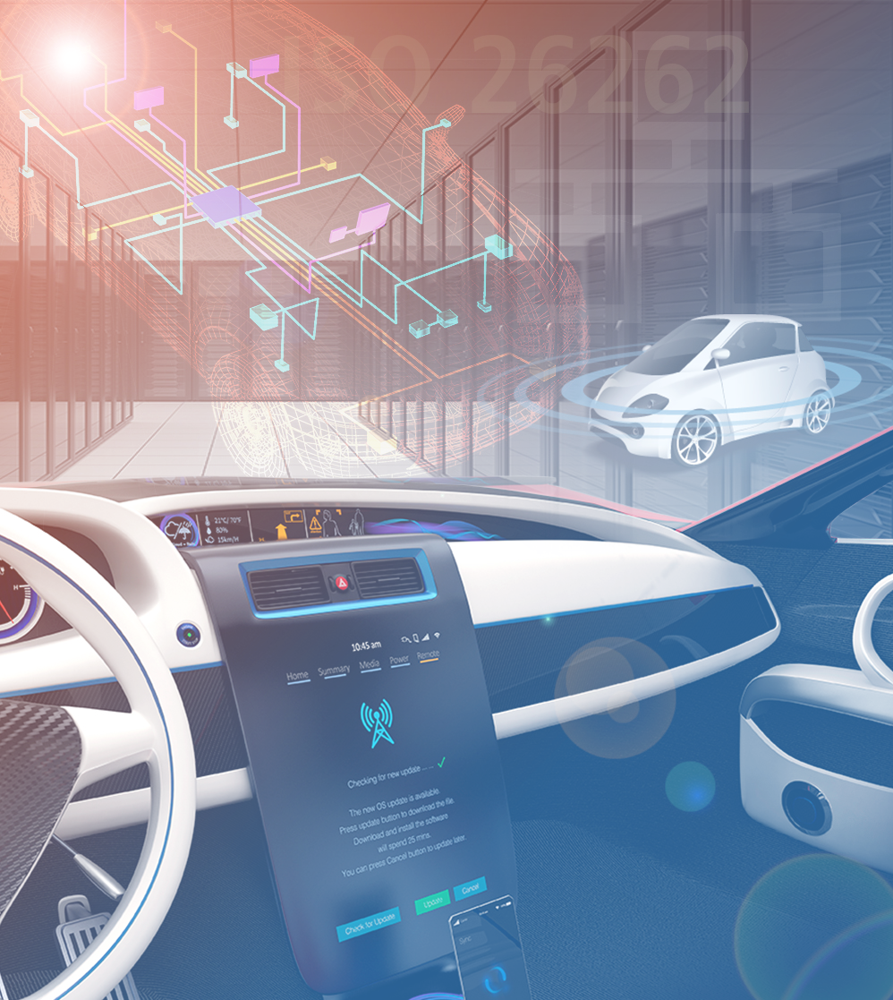 ISO 26262
21°C/ 70°F
80%
15km/H
H
10:45 am
Home Summary Media Power Remote
Checking for new update ... ...
The new OS update is available.
Press update button to download the file.
Download and install the software
will spend 25 mins.
You can press Cancel button to update later.
Check for Update Update Cancel
Sync